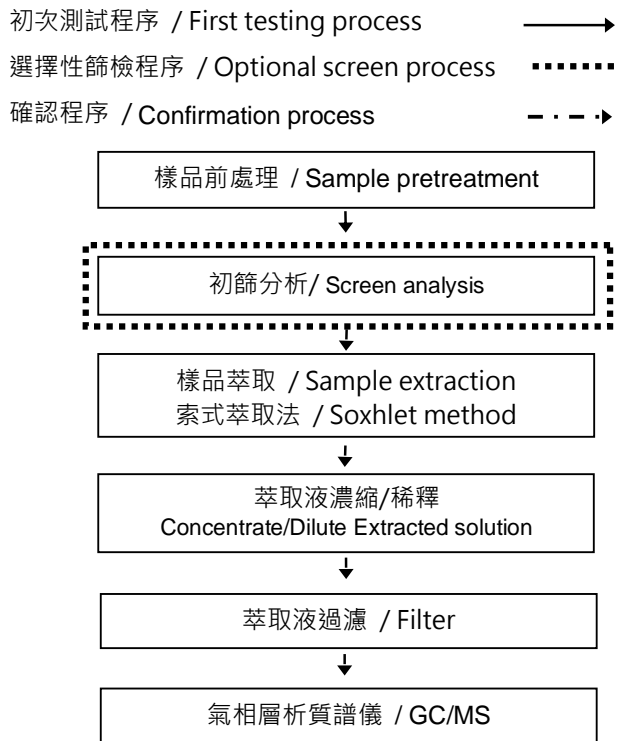 初次測試程序 / First testing process
選擇性篩檢程序 / Optional screen process
確認程序 / Confirmation process
樣品前處理 / Sample pretreatment
初篩分析/ Screen analysis
樣品萃取 / Sample extraction
索式萃取法 / Soxhlet method
萃取液濃縮/稀釋
Concentrate/Dilute Extracted solution
萃取液過濾 / Filter
氣相層析質譜儀 / GC/MS